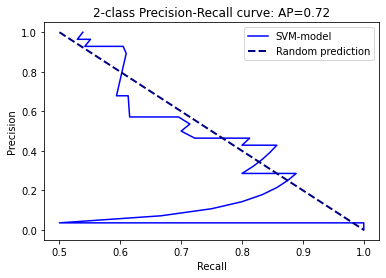 2-class Precision-Recall curve: AP=0.72
SVM-model
Random prediction
Precision
1.0
0.8
0.6
0.4
0.2
0.0
0.5 0.6 0.7 0.8 0.9 1.0
Recall